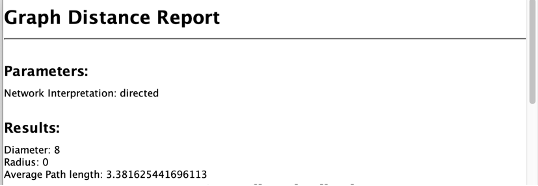 Graph Distance Report
Parameters:
Network Interpretation: directed
Results:
Diameter: 8
Radius: 0
Average Path length: 3.381625441696113